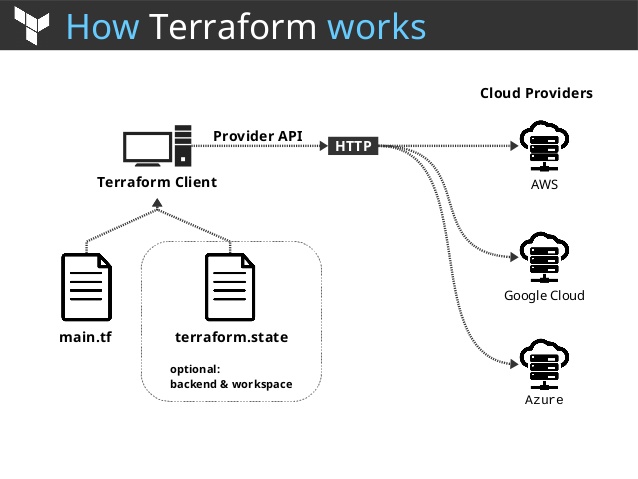 How Terraform works
Cloud Providers
Provider API
HTTP
Terraform Client
AWS
Google Cloud
main.tf
terraform.state
optional:
backend & workspace
Azure